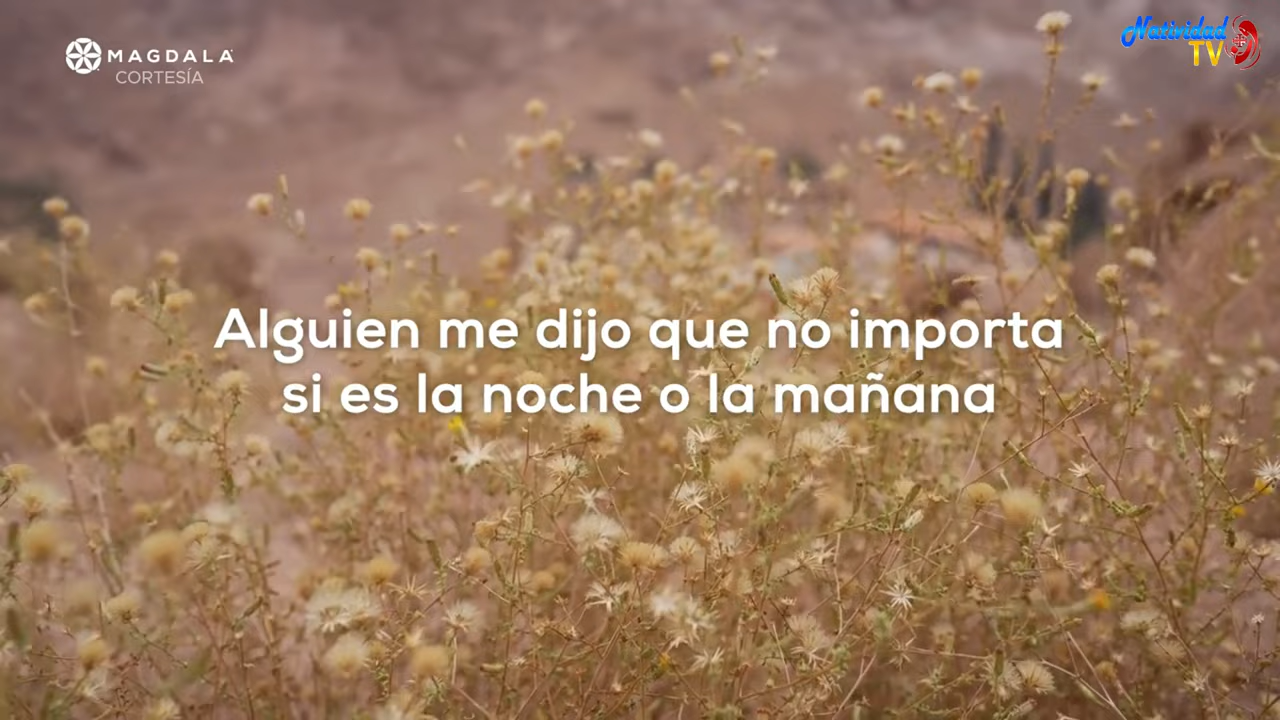 MAGDALA
CORTESÍA
Natividad
TV
Alguien me dijo que no importa
si es la noche o la mañana